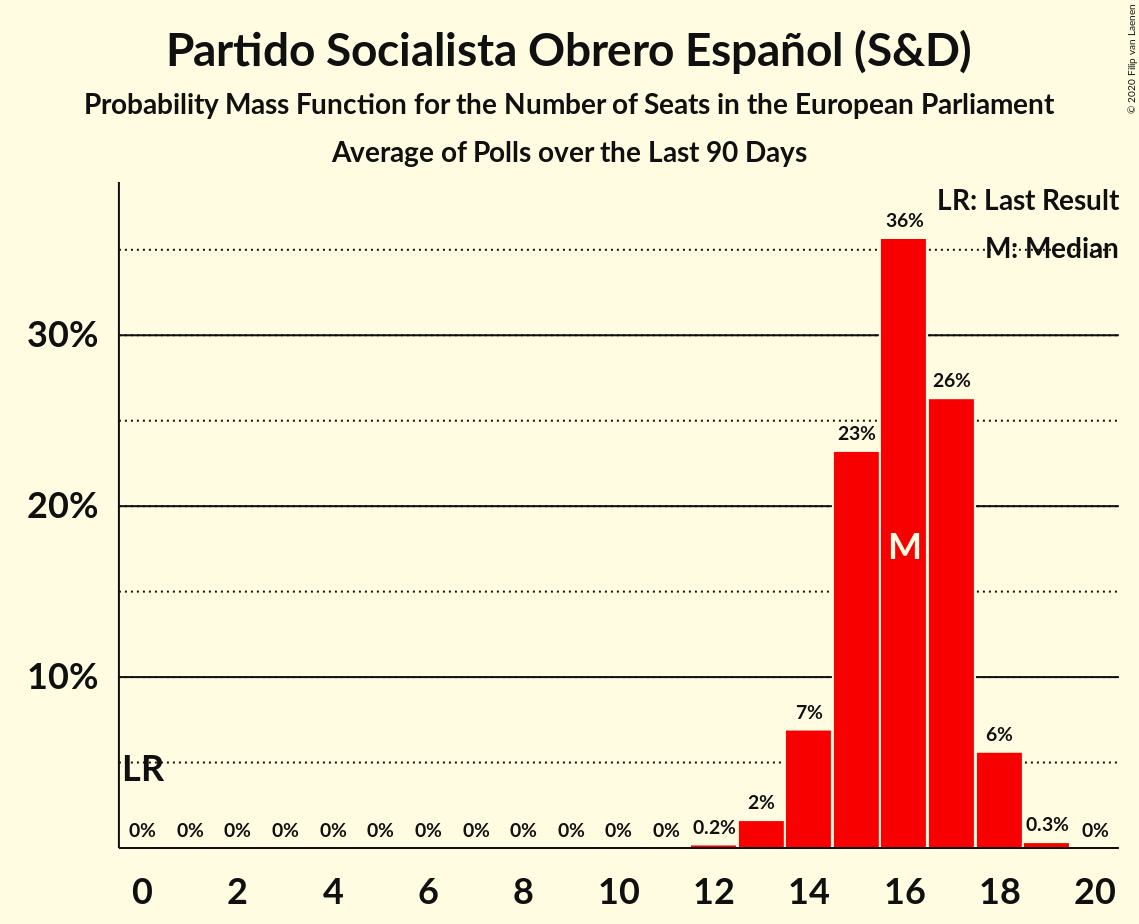 Partido Socialista Obrero Español (S&D)
Probability Mass Function for the Number of Seats in the European Parliament
Average of Polls over the Last 90 Days
© 2020 Filip van Laenen
LR: Last Result
M: Median
30%
20%
10%
36%
26%
23%
M
7%
6%
LR
2%
0% 0% 0% 0% 0% 0% 0% 0% 0% 0% 0% 0% 0.2% 0.3% 0%
0 2 4 6 8 10 12 14 16 18 20